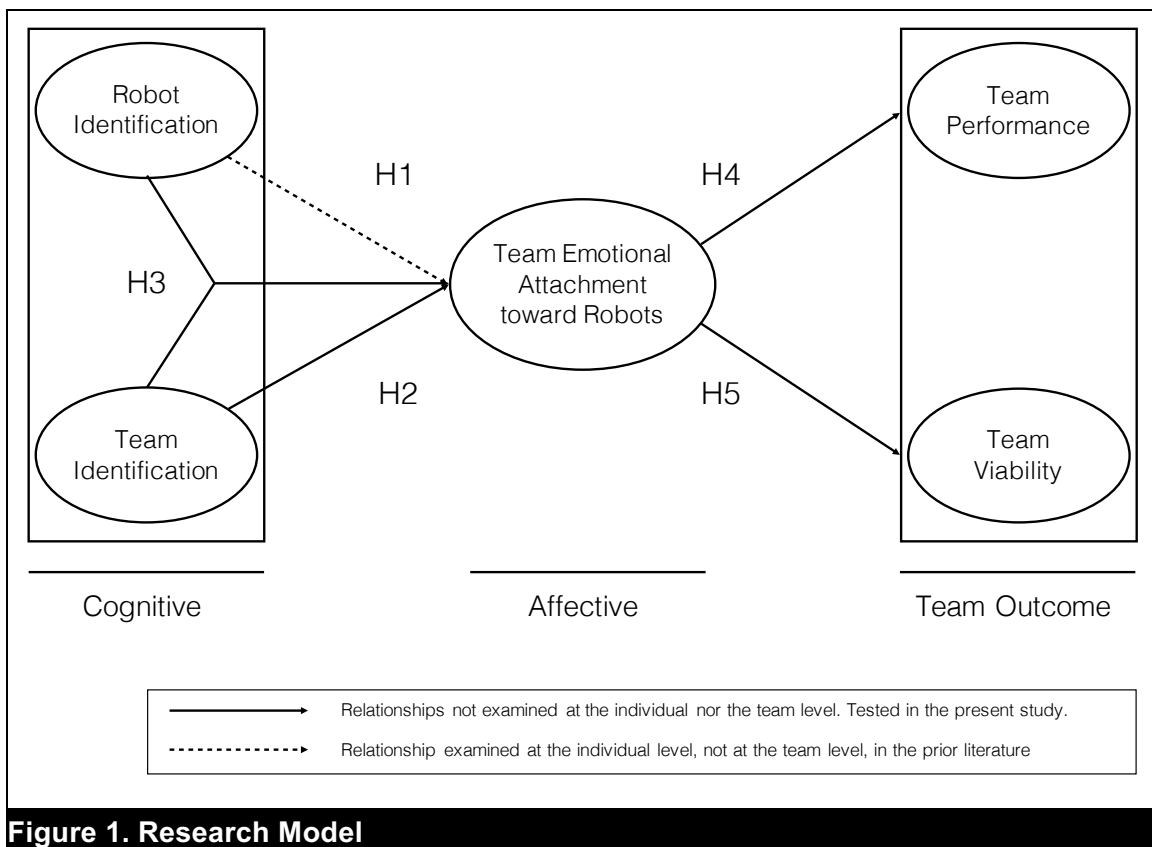 Robot
Identification
H1
H4
Team
Performance
H3
Team Emotional
Attachment
toward Robots
Team
Identification
H2
H5
Team
Viability
Cognitive
Affective
Team Outcome
Relationships not examined at the individual nor the team level. Tested in the present study.
Relationship examined at the individual level, not at the team level, in the prior literature
Figure 1. Research Model